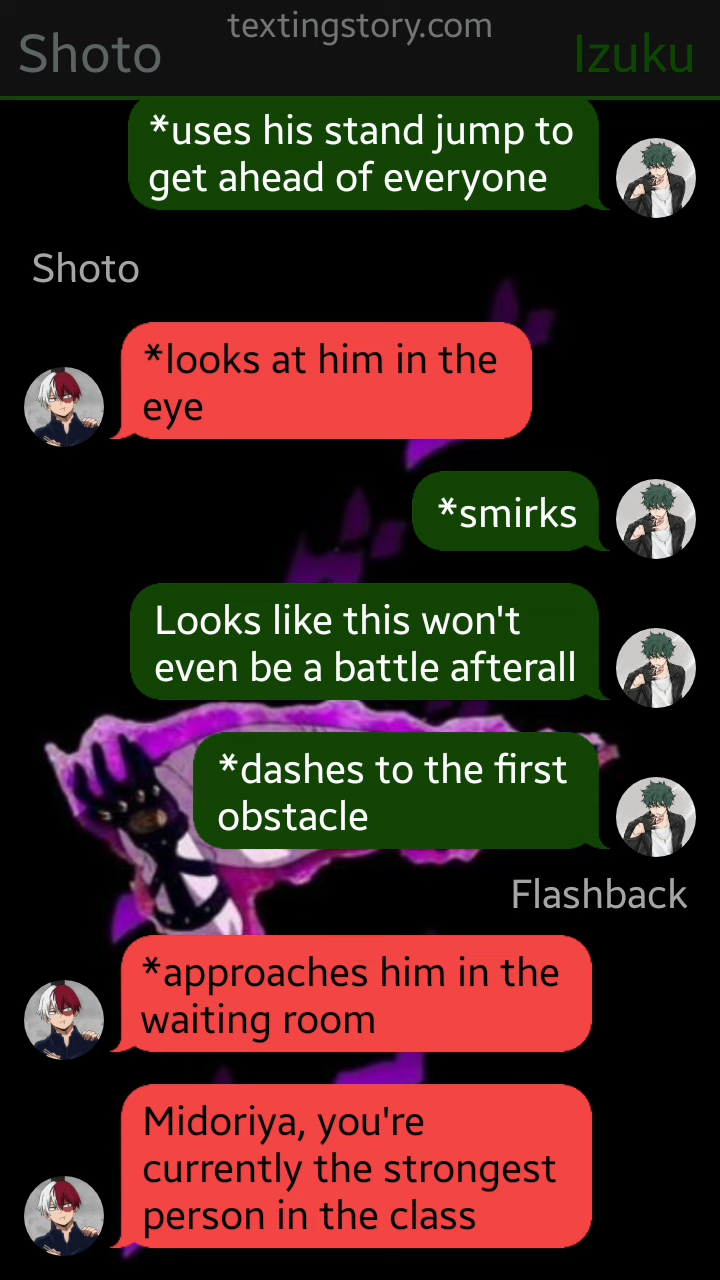 textingstory.com
Shoto
Izuku
*uses his stand jump to
get ahead of everyone
Shoto
*looks at him in the
eye
*smirks
Looks like this won't
even be a battle afterall
*dashes to the first
obstacle
Flashback
*approaches him in the
waiting room
Midoriya, you're
currently the strongest
person in the class